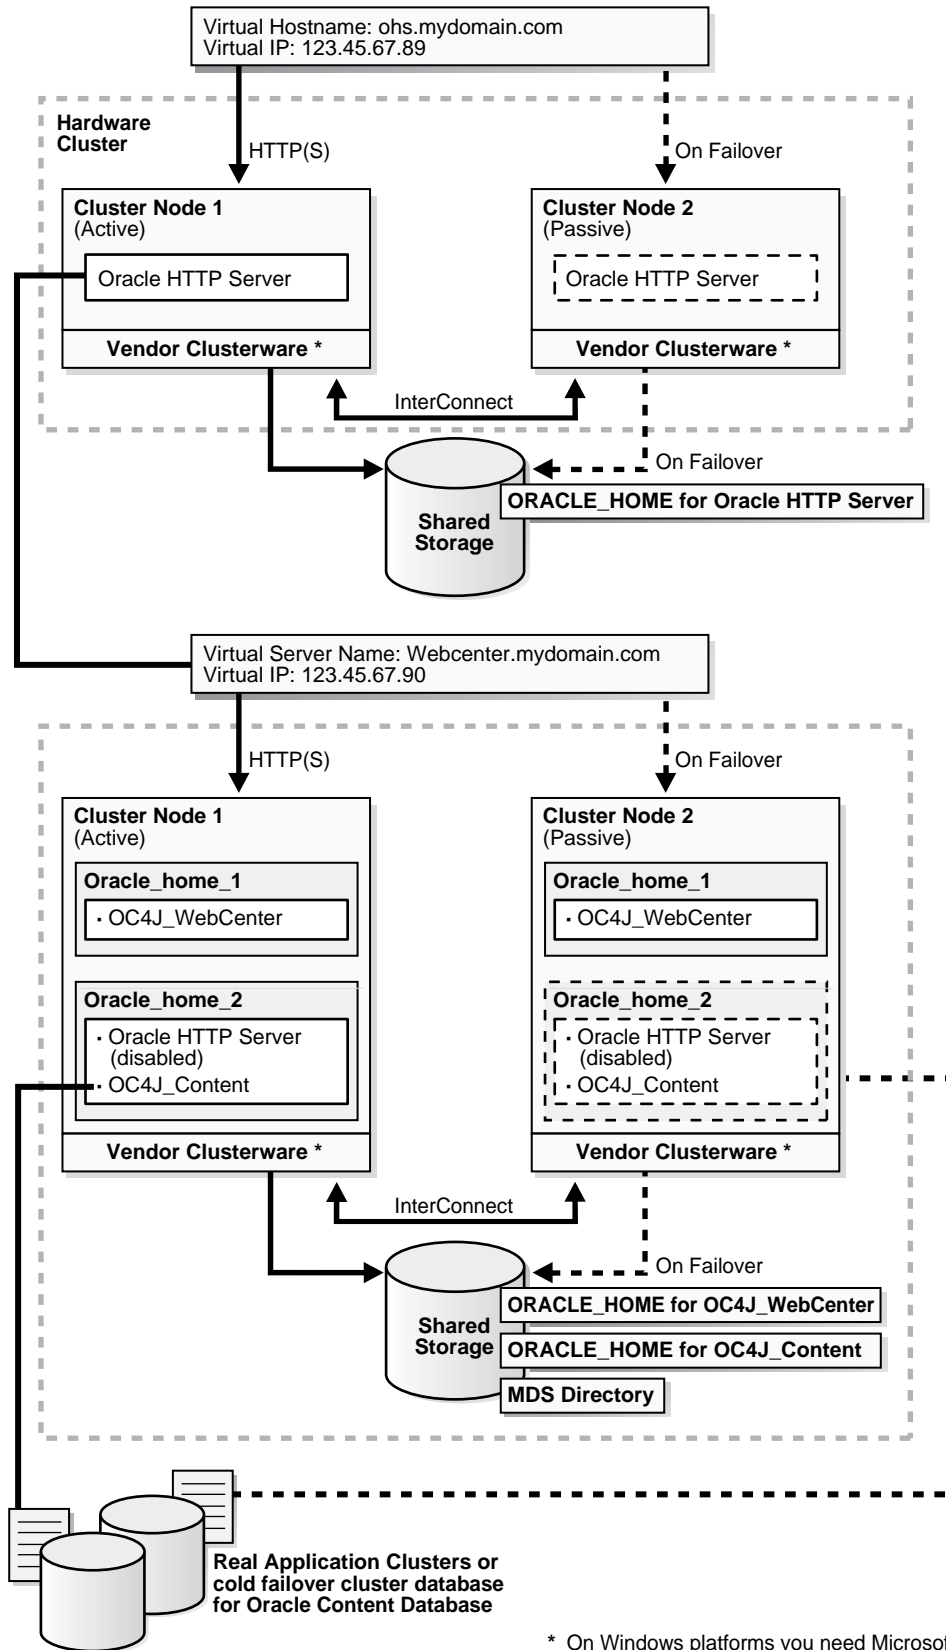 Virtual Hostname: ohs.mydomain.com
Virtual IP: 123.45.67.89
Hardware
Cluster
HTTP(S)
On Failover
Cluster Node 1
(Active)
Oracle HTTP Server
Vendor Clusterware *
Cluster Node 2
(Passive)
Oracle HTTP Server
Vendor Clusterware *
InterConnect
On Failover
Shared
Storage
ORACLE_HOME for Oracle HTTP Server
Virtual Server Name: Webcenter.mydomain.com
Virtual IP: 123.45.67.90
HTTP(S)
On Failover
Cluster Node 1
(Active)
Oracle_home_1
· OC4J_WebCenter
Oracle_home_2
· Oracle HTTP Server
(disabled)
· OC4J_Content
Vendor Clusterware *
Cluster Node 2
(Passive)
Oracle_home_1
· OC4J_WebCenter
Oracle_home_2
· Oracle HTTP Server
(disabled)
· OC4J_Content
Vendor Clusterware *
InterConnect
On Failover
Shared
Storage
ORACLE_HOME for OC4J_WebCenter
ORACLE_HOME for OC4J_Content
MDS Directory
Real Application Clusters or
cold failover cluster database
for Oracle Content Database
* On Windows platforms you need Microsoft